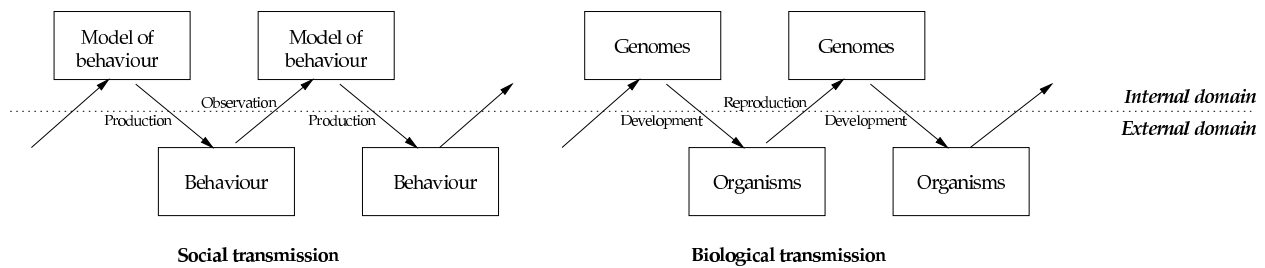 Model of
behaviour
Model of
behaviour
Genomes
Genomes
Observation
Reproduction
Internal domain
Production
Production
Development
Development
External domain
Behaviour
Behaviour
Organisms
Organisms
Social transmission
Biological transmission